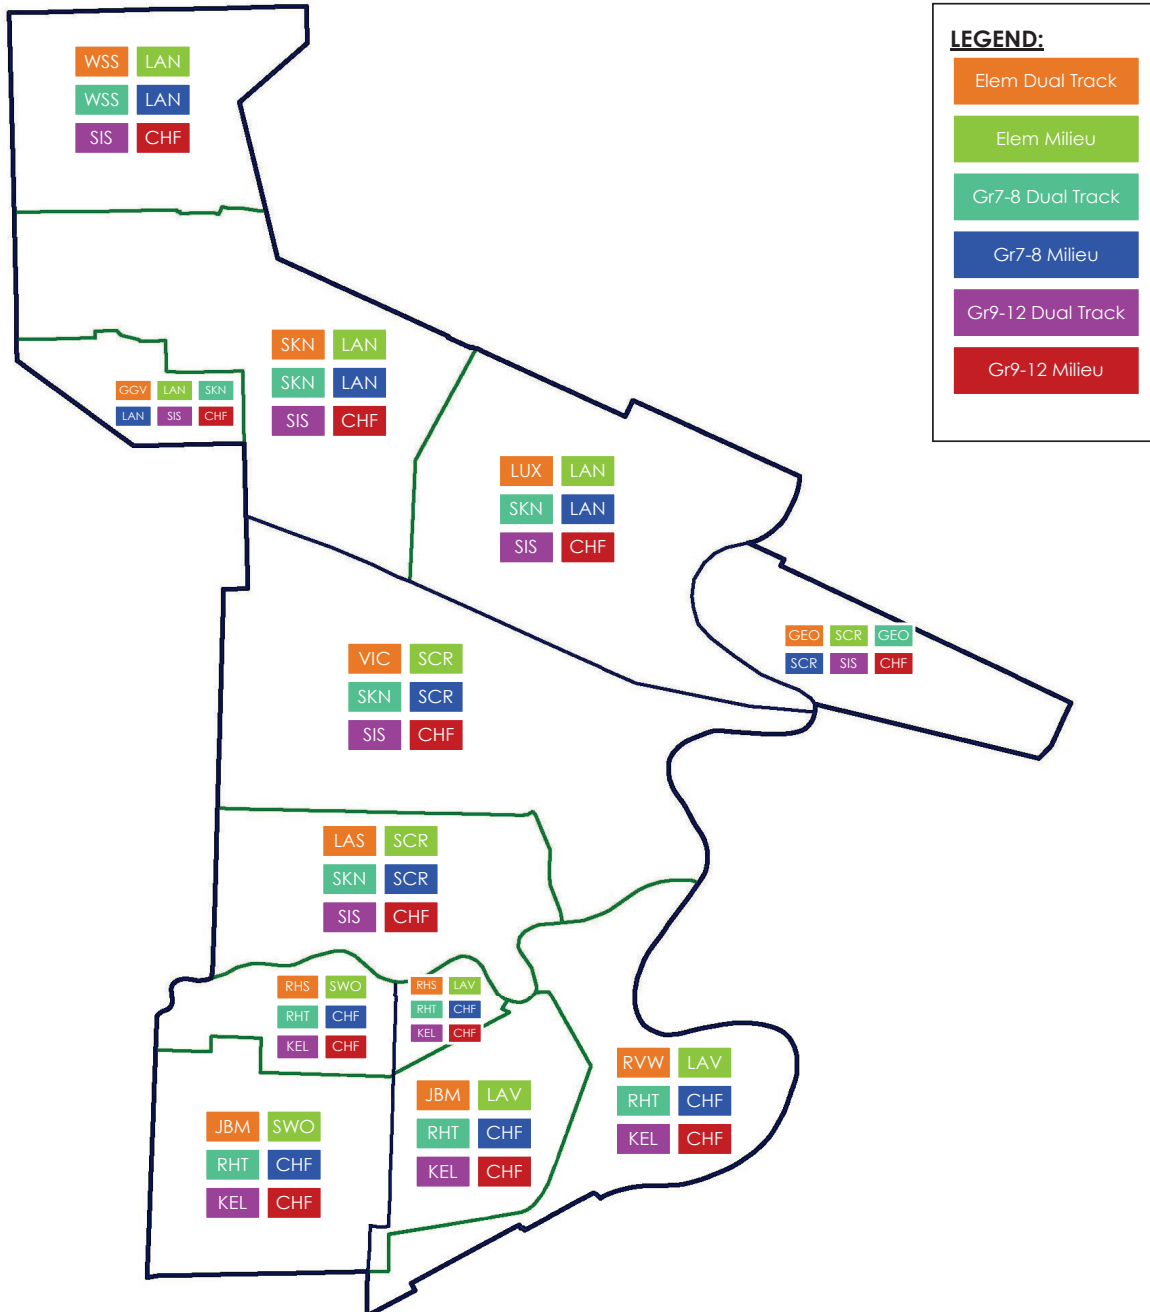 LEGEND:
Elem Dual Track
Elem Milieu
Gr7-8 Dual Track
Gr7-8 Milieu
Gr9-12 Dual Track
Gr9-12 Milieu
WSS LAN
WSS LAN
SIS CHF
SKN LAN
SKN LAN
SIS CHF
GGV LAN SKN
LAN SIS CHF
LUX LAN
SKN LAN
SIS CHF
GEO SCR GEO
SCR SIS CHF
VIC SCR
SKN SCR
SIS CHF
LAS SCR
SKN SCR
SIS CHF
RHS SWO
RHT CHF
KEL CHF
RHS LAV
RHT CHF
KEL CHF
RVW LAV
RHT CHF
KEL CHF
JBM LAV
RHT CHF
KEL CHF
JBM SWO
RHT CHF
KEL CHF